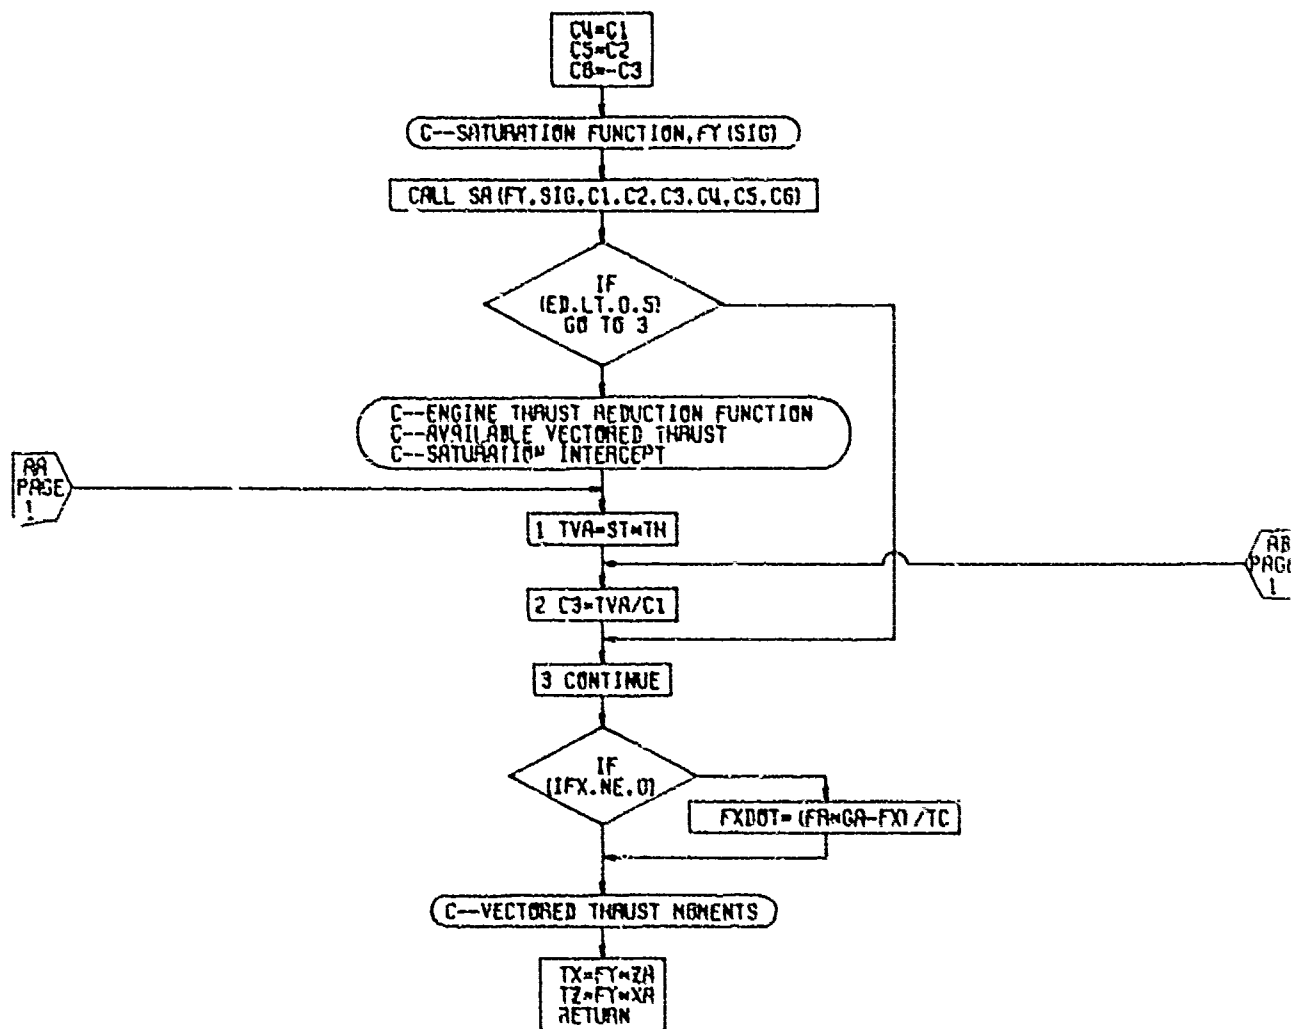 C4=C1
C5=C2
C6=-C3
C--SATURATION FUNCTION,FY(SIG)
CALL SA(FY,SIG,C1,C2,C3,C4,C5,C6)
IF
(ED.LT.0.5)
GO TO 3
C--ENGINE THRUST REDUCTION FUNCTION
C--AVAILABLE VECTORED THRUST
C--SATURATION INTERCEPT
AA
PAGE
1
1 TVA=ST*TH
AB
PAGE
1
2 C3=TVA/C1
3 CONTINUE
IF
(IFX.NE.0)
FXDOT=(FA*GA-FX)/TC
C--VECTORED THRUST MOMENTS
TX=FY*ZA
TZ=FY*XA
RETURN